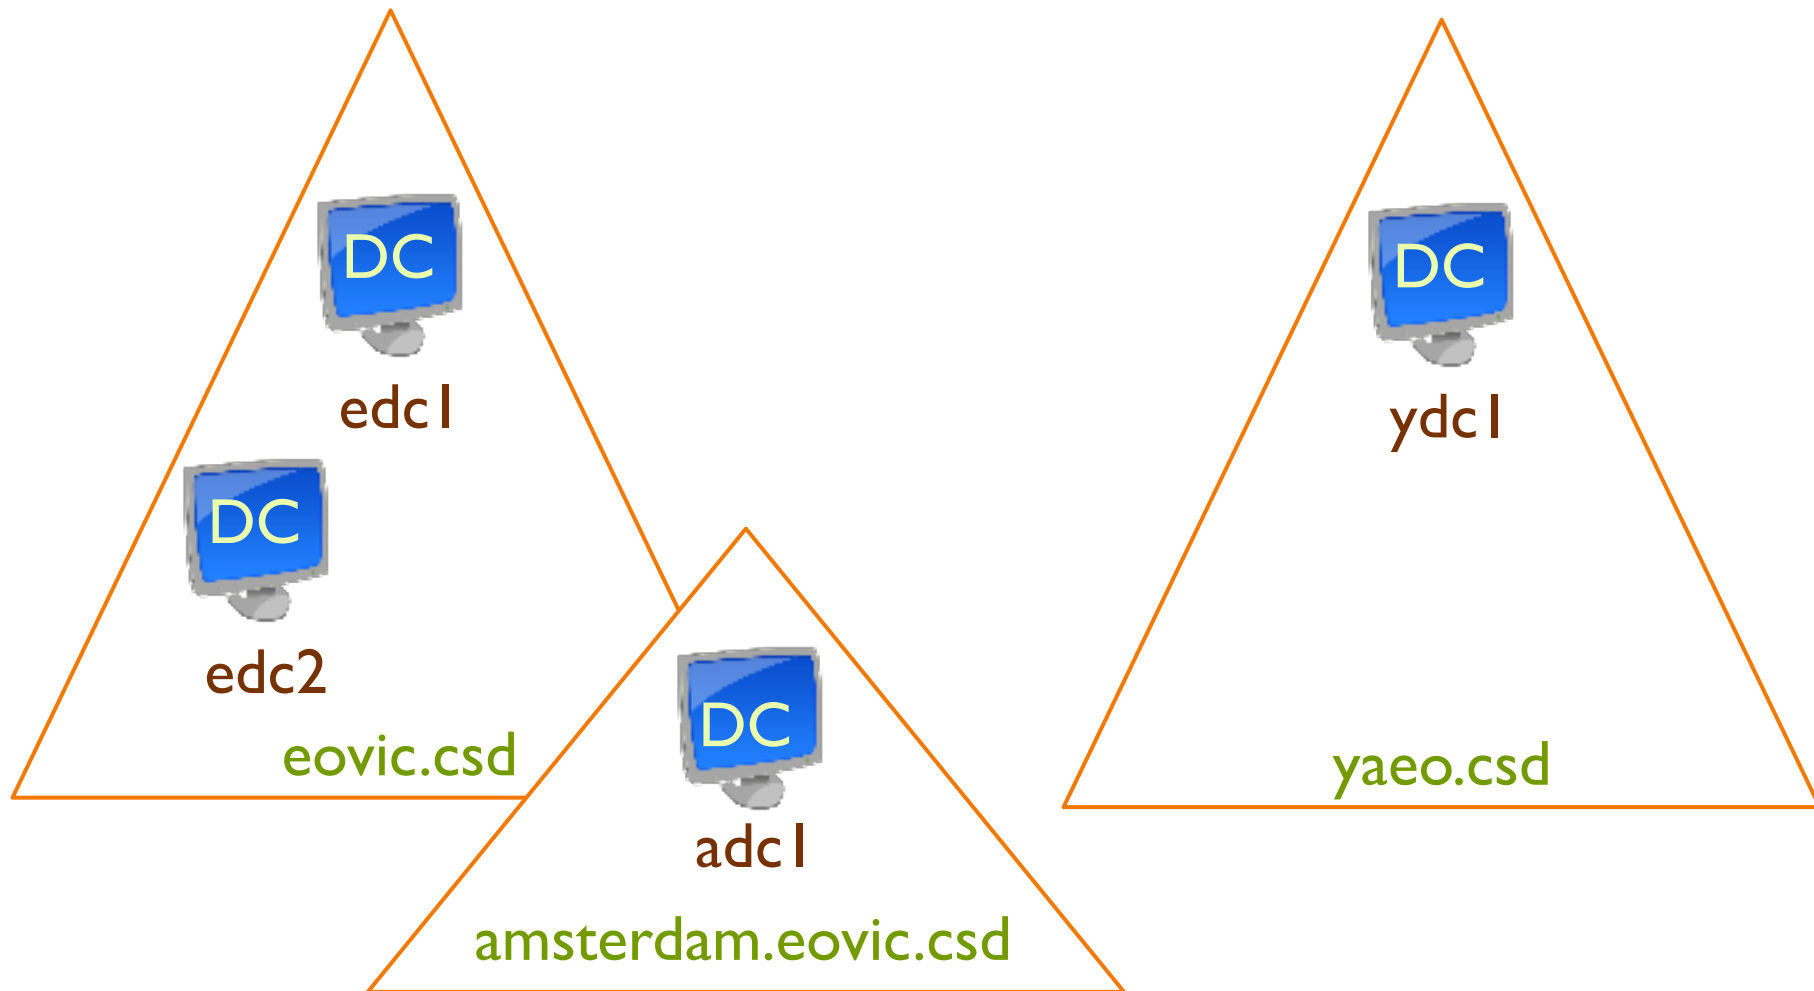 DC
edc1
DC
edc2
eovic.csd
DC
adc1
amsterdam.eovic.csd
DC
ydc1
yaeo.csd